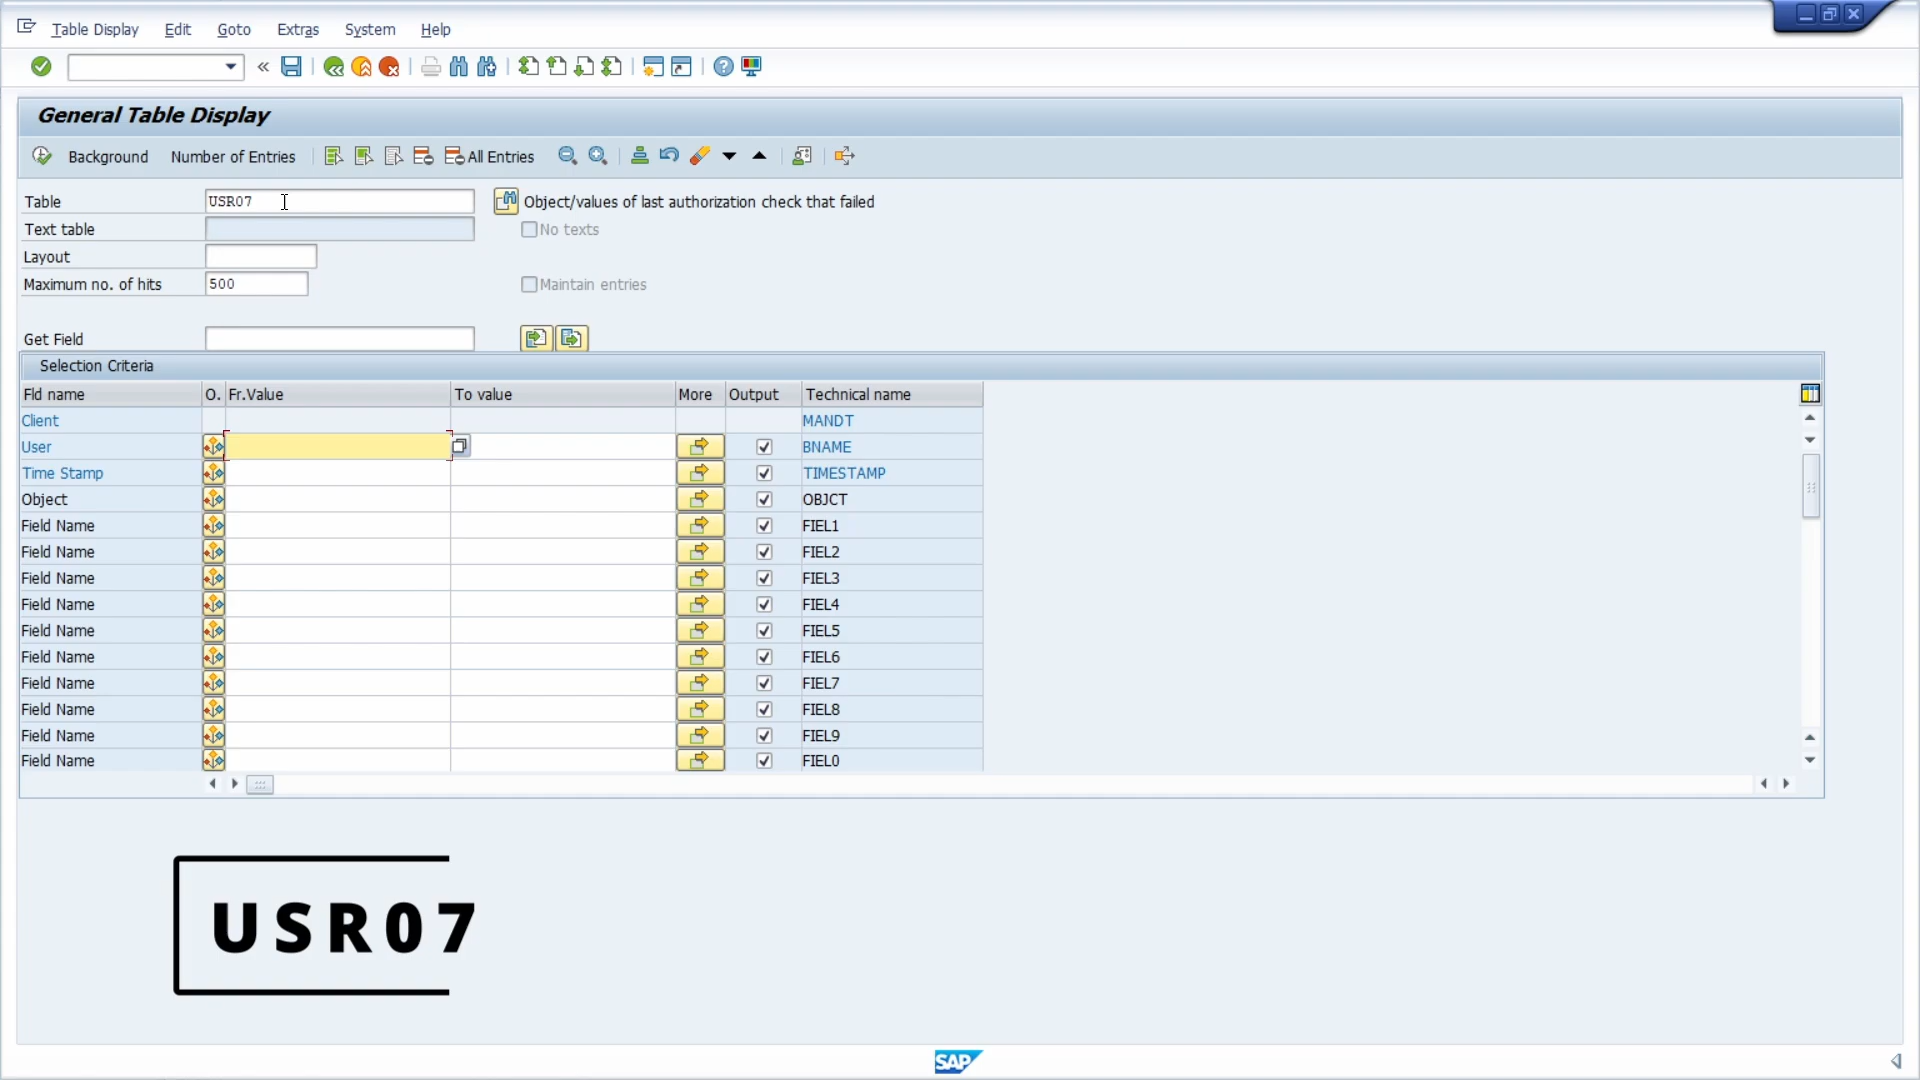 Table Display Edit Goto Extras System Help
General Table Display
Background Number of Entries All Entries
Table USR07 Object/values of last authorization check that failed
Text table No texts
Layout
Maximum no. of hits 500 Maintain entries
Get Field
Selection Criteria
Fld name O. Fr.Value To value More Output Technical name
Client MANDT
User BNAME
Time Stamp TIMESTAMP
Object OBJCT
Field Name FIEL1
Field Name FIEL2
Field Name FIEL3
Field Name FIEL4
Field Name FIEL5
Field Name FIEL6
Field Name FIEL7
Field Name FIEL8
Field Name FIEL9
Field Name FIEL0
USR07
SAP